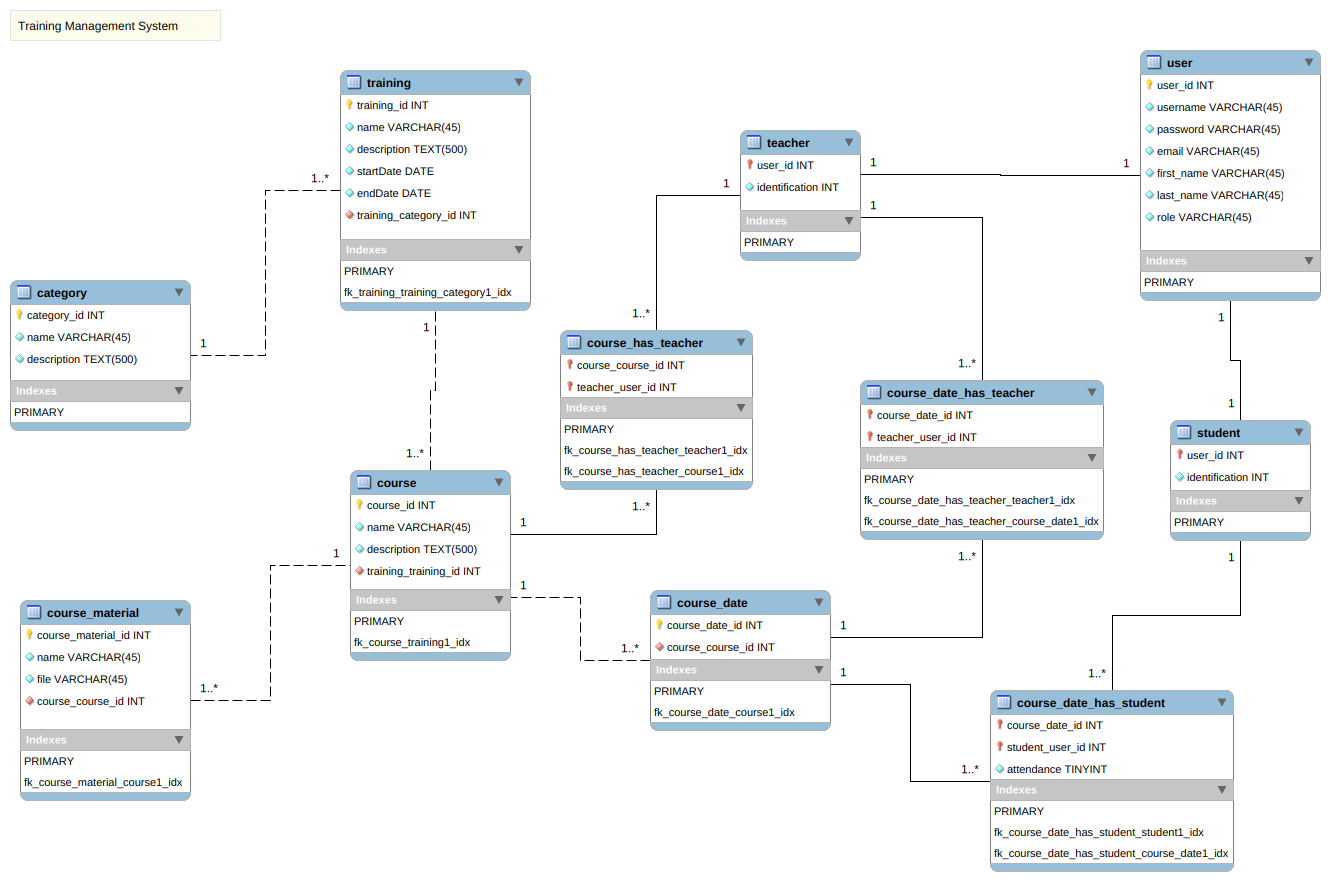 Training Management System
training
training_id INT
name VARCHAR(45)
description TEXT(500)
startDate DATE
endDate DATE
training_category_id INT
Indexes
PRIMARY
fk_training_training_category1_idx
user
user_id INT
username VARCHAR(45)
password VARCHAR(45)
email VARCHAR(45)
first_name VARCHAR(45)
last_name VARCHAR(45)
role VARCHAR(45)
Indexes
PRIMARY
teacher
user_id INT
identification INT
Indexes
PRIMARY
1
1
1
1
1..*
1..*
1
category
category_id INT
name VARCHAR(45)
description TEXT(500)
Indexes
PRIMARY
1
1..*
course_has_teacher
course_course_id INT
teacher_user_id INT
Indexes
PRIMARY
fk_course_has_teacher_teacher1_idx
fk_course_has_teacher_course1_idx
1..*
1..*
course_date_has_teacher
course_date_id INT
teacher_user_id INT
Indexes
PRIMARY
fk_course_date_has_teacher_teacher1_idx
fk_course_date_has_teacher_course_date1_idx
1..*
1
1
student
user_id INT
identification INT
Indexes
PRIMARY
1
course
course_id INT
name VARCHAR(45)
description TEXT(500)
training_training_id INT
Indexes
PRIMARY
fk_course_training1_idx
1
1
1
1..*
course_material
course_material_id INT
name VARCHAR(45)
file VARCHAR(45)
course_course_id INT
Indexes
PRIMARY
fk_course_material_course1_idx
1..*
course_date
course_date_id INT
course_course_id INT
Indexes
PRIMARY
fk_course_date_course1_idx
1
1
1..*
1..*
course_date_has_student
course_date_id INT
student_user_id INT
attendance TINYINT
Indexes
PRIMARY
fk_course_date_has_student_student1_idx
fk_course_date_has_student_course_date1_idx